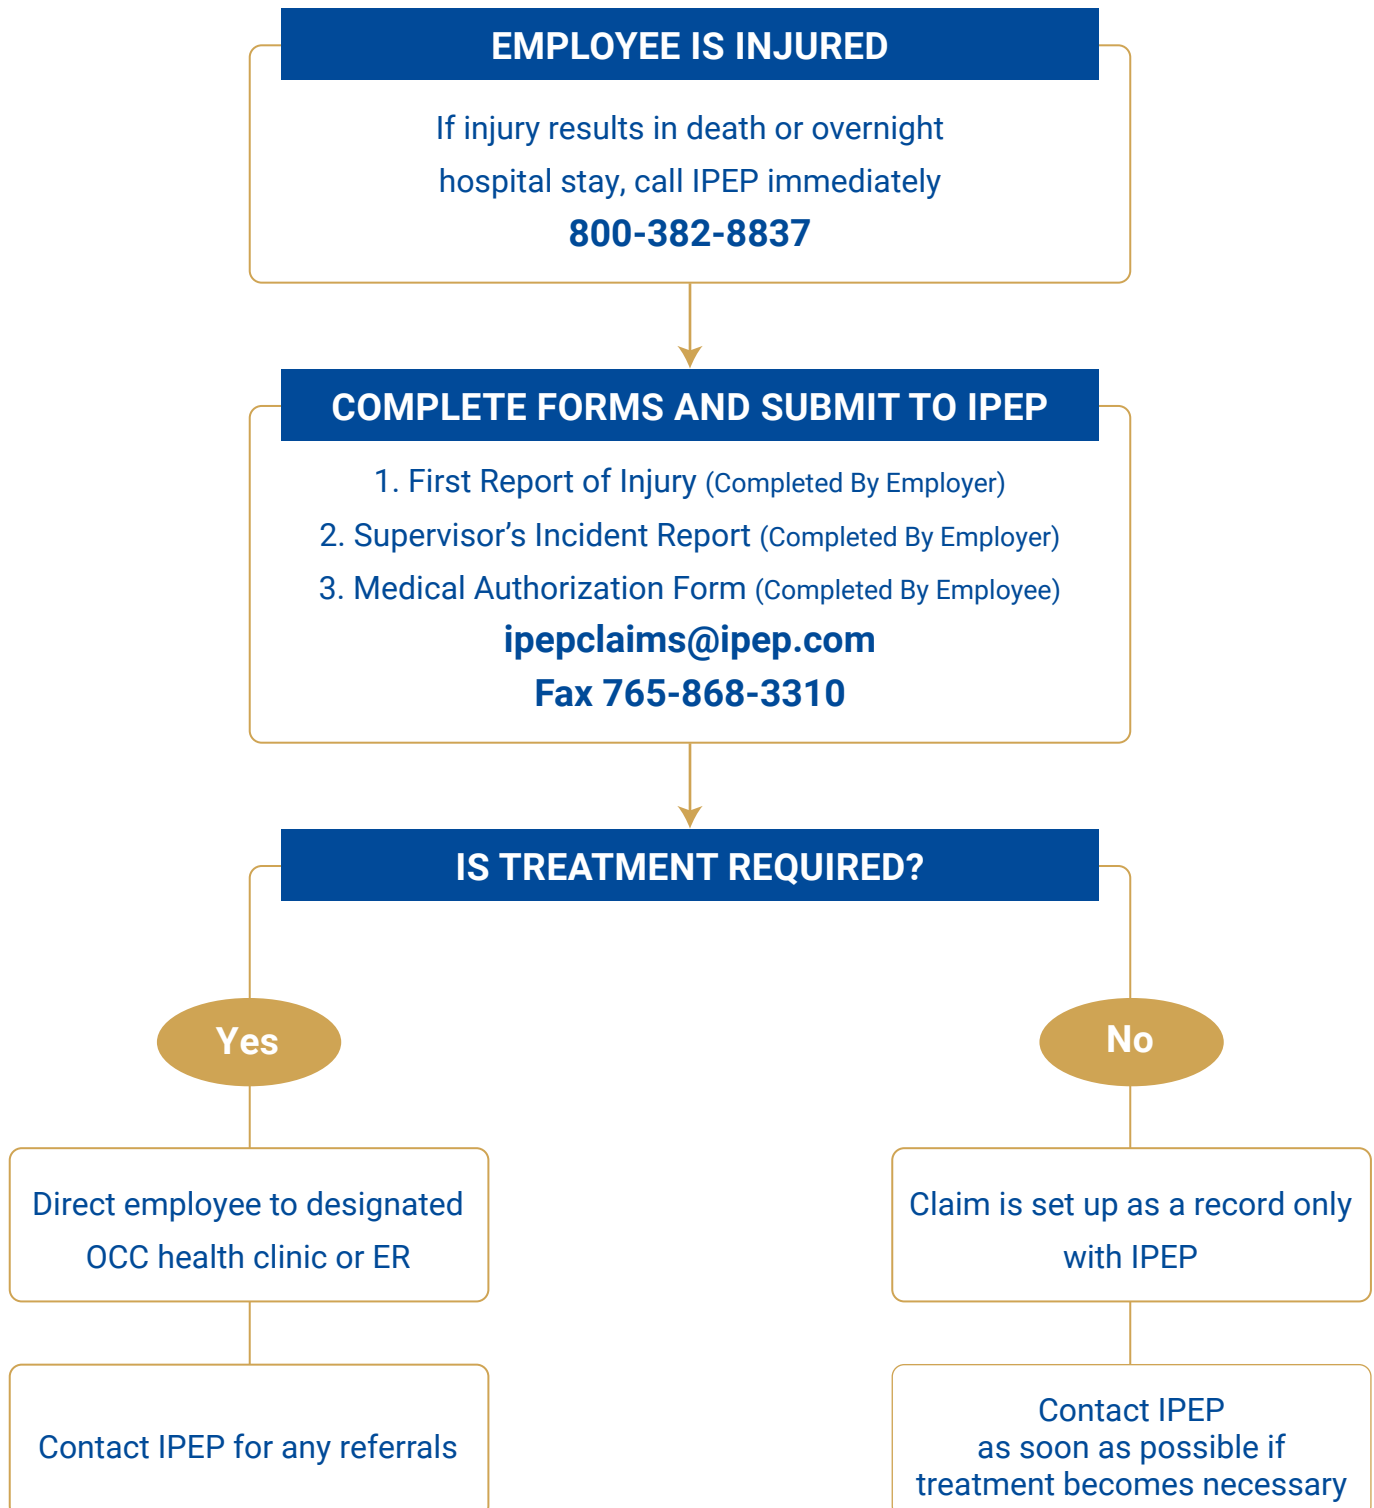 EMPLOYEE IS INJURED
If injury results in death or overnight
hospital stay, call IPEP immediately
800-382-8837
COMPLETE FORMS AND SUBMIT TO IPEP
1. First Report of Injury (Completed By Employer)
2. Supervisor’s Incident Report (Completed By Employer)
3. Medical Authorization Form (Completed By Employee)
ipepclaims@ipep.com
Fax 765-868-3310
IS TREATMENT REQUIRED?
Yes
Direct employee to designated
OCC health clinic or ER
Contact IPEP for any referrals
No
Claim is set up as a record only
with IPEP
Contact IPEP
as soon as possible if
treatment becomes necessary